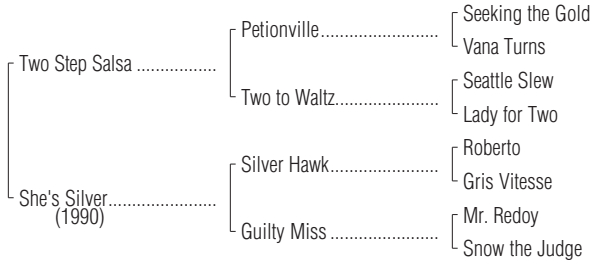 Seeking the Gold
Petionville
Vana Turns
Two Step Salsa
Seattle Slew
Two to Waltz
Lady for Two
Roberto
Silver Hawk
Gris Vitesse
She's Silver
(1990)
Mr. Redoy
Guilty Miss
Snow the Judge